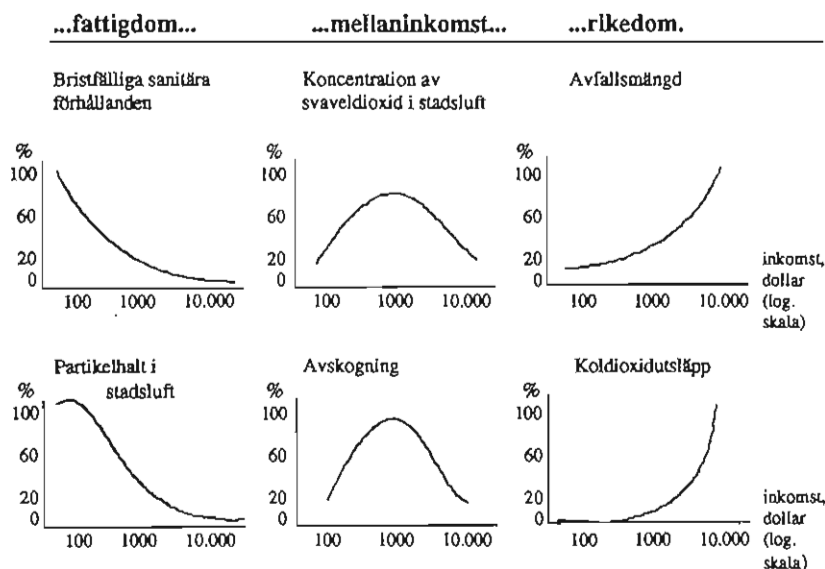 ...fattigdom...
...mellaninkomst...
...rikedom.
Bristfälliga sanitära
förhållanden
Koncentration av
svaveldioxid i stadsluft
Avfallsmängd
%
100
60
20
0
100 1000 10.000
%
100
60
20
0
100 1000 10.000
%
100
60
20
0
100 1000 10.000
inkomst,
dollar
(log.
skala)
Partikelhalt i
stadsluft
Avskogning
Koldioxidutsläpp
%
100
60
20
0
100 1000 10.000
%
100
60
20
0
100 1000 10.000
%
100
60
20
0
100 1000 10.000
inkomst,
dollar
(log.
skala)